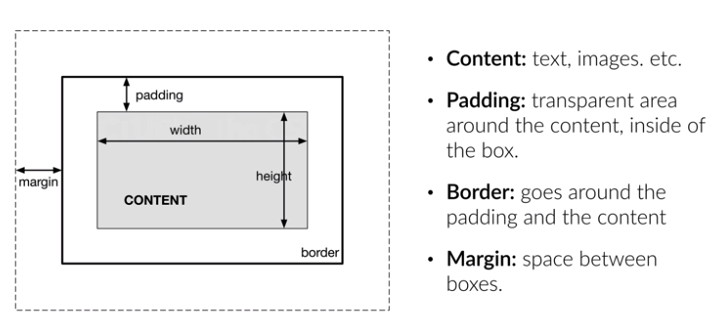 padding
width
margin
height
CONTENT
border
• Content: text, images. etc.
• Padding: transparent area
around the content, inside of
the box.
• Border: goes around the
padding and the content
• Margin: space between
boxes.